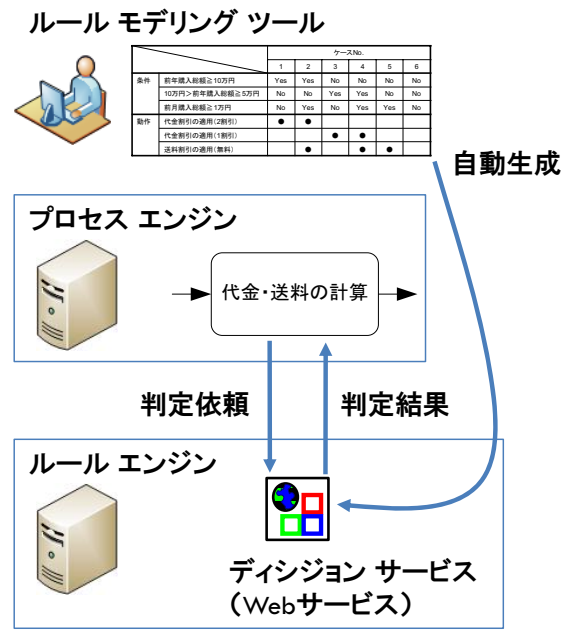 ルール モデリング ツール
ケースNo.
1 2 3 4 5 6
条件 前年購入総額≧10万円 Yes Yes No No No No
10万円＞前年購入総額≧5万円 No No Yes Yes No No
前月購入総額≧1万円 No Yes No Yes Yes No
動作 代金割引の適用(2割引) ● ●
代金割引の適用(1割引) ● ●
送料割引の適用(無料) ● ● ●
自動生成
プロセス エンジン
代金・送料の計算
判定依頼 判定結果
ルール エンジン
ディシジョン サービス
（Webサービス）